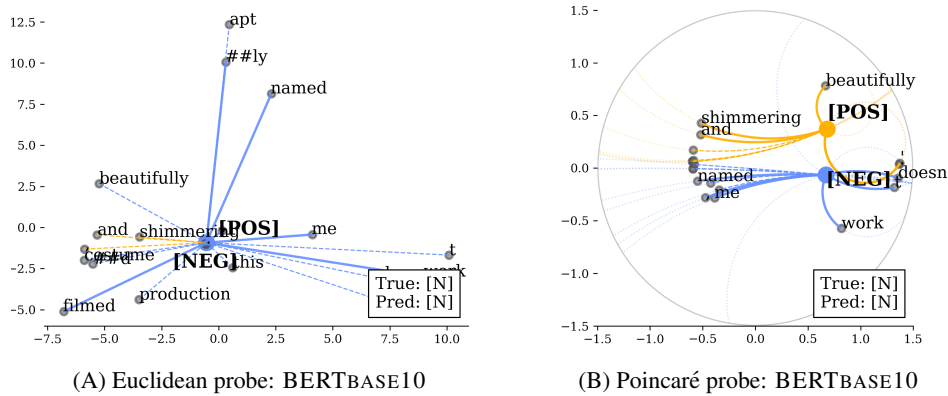 apt
##ly
named
beautifully
and
shimmering
[POS]
me
t
[NEG]
this
production
filmed
True: [N]
Pred: [N]
12.5
10.0
7.5
5.0
2.5
0.0
−2.5
−5.0
−7.5 −5.0 −2.5 0.0 2.5 5.0 7.5 10.0
(A) Euclidean probe: BERTBASE10
beautifully
[POS]
shimmering
and
'
doesn
named
[NEG]
t
me
work
True: [N]
Pred: [N]
1.5
1.0
0.5
0.0
−0.5
−1.0
−1.5
−1.5 −1.0 −0.5 0.0 0.5 1.0 1.5
(B) Poincaré probe: BERTBASE10